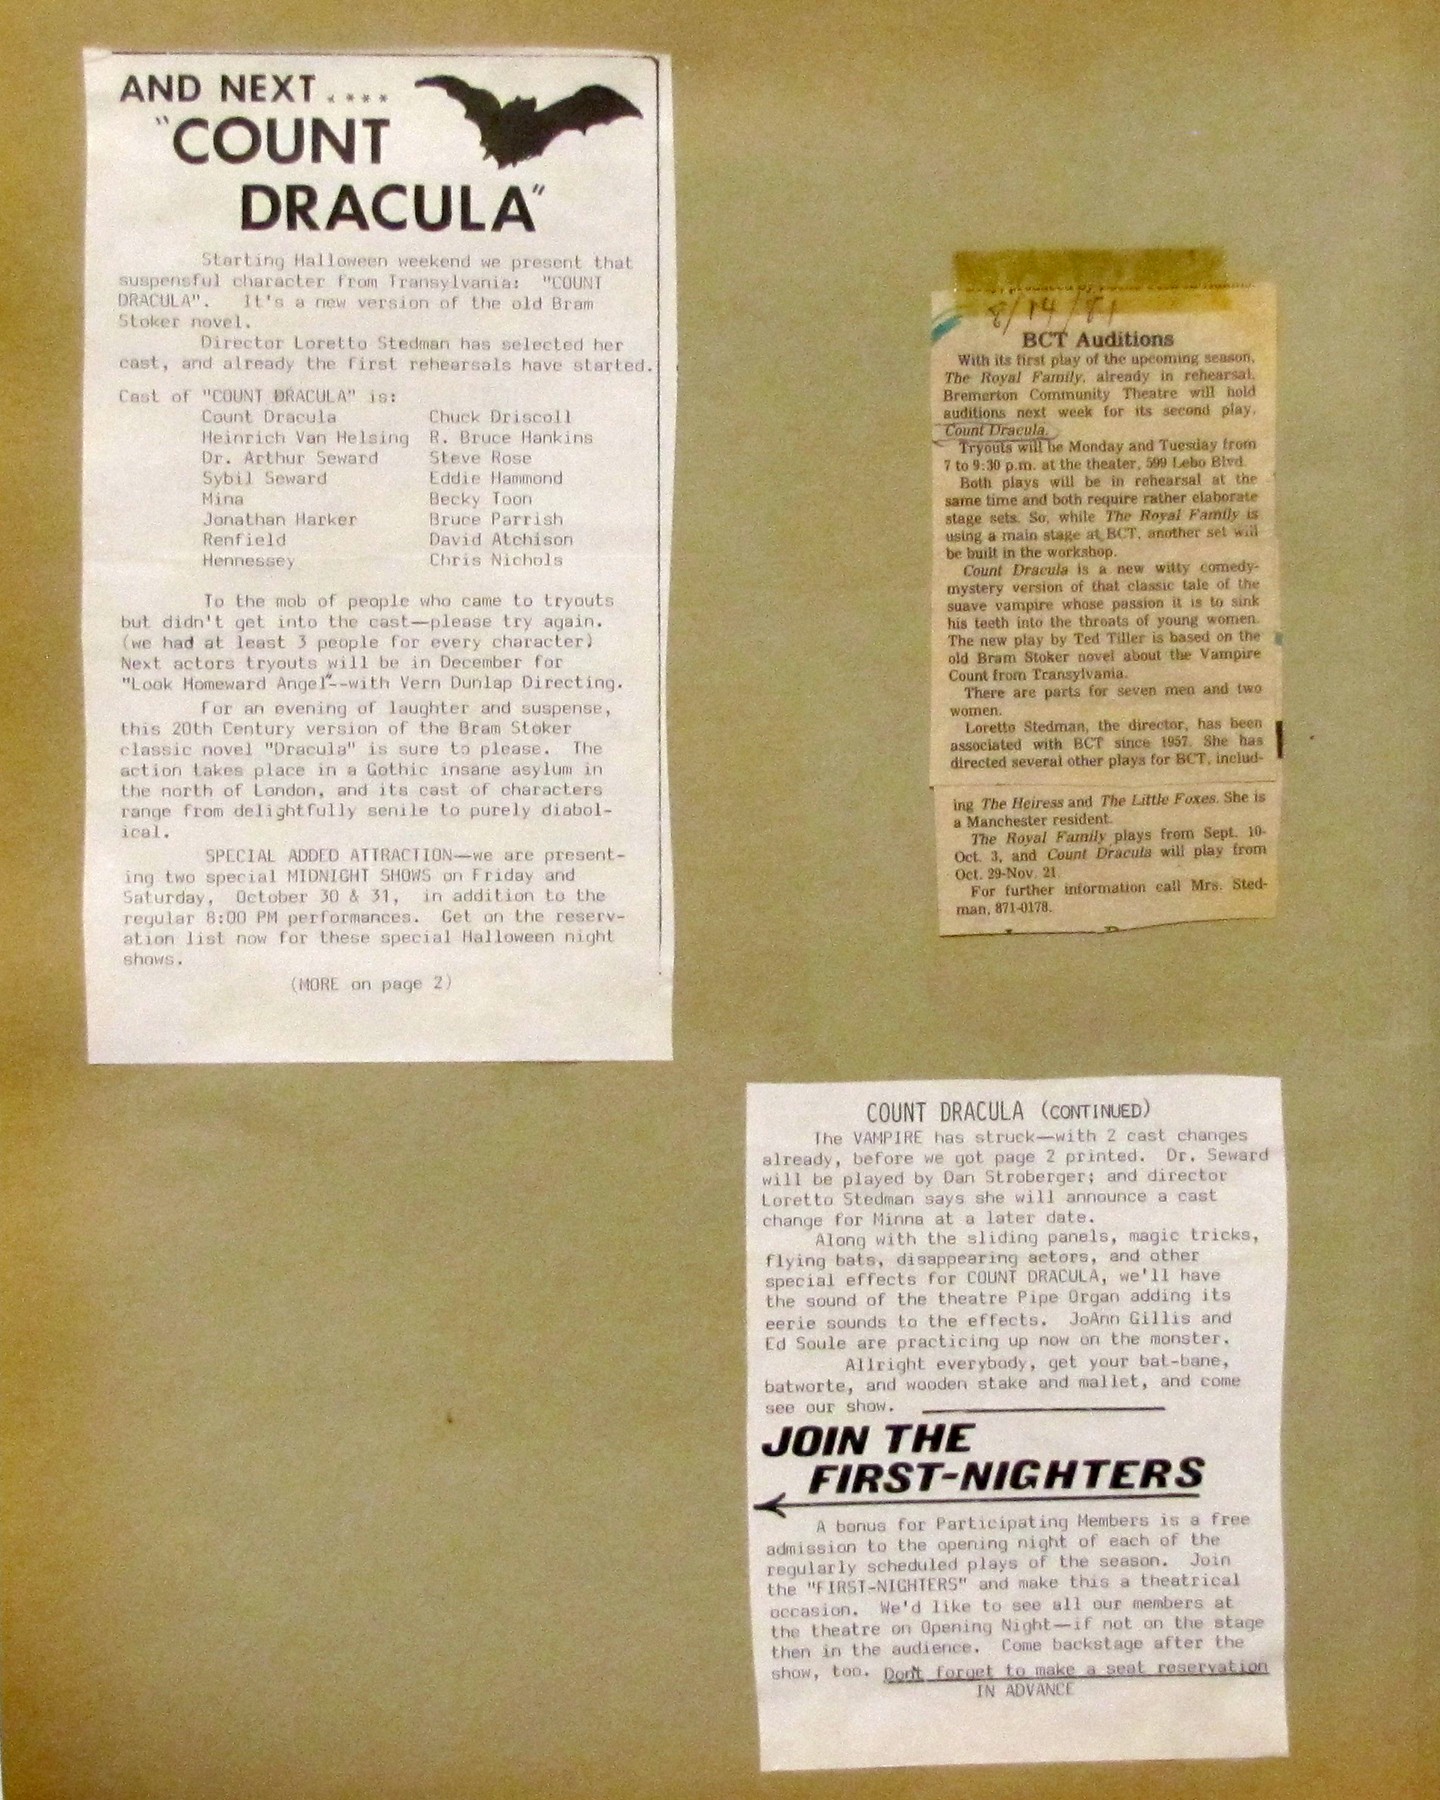 AND NEXT....
"COUNT
DRACULA"
Starting Halloween weekend we present that
suspensful character from Transylvania: "COUNT
DRACULA". It's a new version of the old Bram
Stoker novel.
Director Loretto Stedman has selected her
cast, and already the first rehearsals have started.
Cast of "COUNT DRACULA" is:
Count Dracula Chuck Driscoll
Heinrich Van Helsing R. Bruce Hankins
Dr. Arthur Seward Steve Rose
Sybil Seward Eddie Hammond
Mina Becky Toon
Jonathan Harker Bruce Parrish
Renfield David Atchison
Hennessey Chris Nichols
To the mob of people who came to tryouts
but didn't get into the cast—please try again.
(we had at least 3 people for every character)
Next actors tryouts will be in December for
"Look Homeward Angel"--with Vern Dunlap Directing.
For an evening of laughter and suspense,
this 20th Century version of the Bram Stoker
classic novel "Dracula" is sure to please. The
action takes place in a Gothic insane asylum in
the north of London, and its cast of characters
range from delightfully senile to purely diabol-
ical.
SPECIAL ADDED ATTRACTION—we are present-
ing two special MIDNIGHT SHOWS on Friday and
Saturday, October 30 & 31, in addition to the
regular 8:00 PM performances. Get on the reserv-
ation list now for these special Halloween night
shows.
(MORE on page 2)
8/14/81
BCT Auditions
With its first play of the upcoming season,
The Royal Family, already in rehearsal,
Bremerton Community Theatre will hold
auditions next week for its second play,
Count Dracula.
Tryouts will be Monday and Tuesday from
7 to 9:30 p.m. at the theater, 599 Lebo Blvd.
Both plays will be in rehearsal at the
same time and both require rather elaborate
stage sets. So, while The Royal Family is
using a main stage at BCT, another set will
be built in the workshop.
Count Dracula is a new witty comedy-
mystery version of that classic tale of the
suave vampire whose passion it is to sink
his teeth into the throats of young women.
The new play by Ted Tiller is based on the
old Bram Stoker novel about the Vampire
Count from Transylvania.
There are parts for seven men and two
women.
Loretto Stedman, the director, has been
associated with BCT since 1957. She has
directed several other plays for BCT, includ-
ing The Heiress and The Little Foxes. She is
a Manchester resident.
The Royal Family plays from Sept. 10-
Oct. 3, and Count Dracula will play from
Oct. 29-Nov. 21.
For further information call Mrs. Sted-
man, 871-0178.
COUNT DRACULA (CONTINUED)
The VAMPIRE has struck—with 2 cast changes
already, before we got page 2 printed. Dr. Seward
will be played by Dan Stroberger; and director
Loretto Stedman says she will announce a cast
change for Minna at a later date.
Along with the sliding panels, magic tricks,
flying bats, disappearing actors, and other
special effects for COUNT DRACULA, we'll have
the sound of the theatre Pipe Organ adding its
eerie sounds to the effects. JoAnn Gillis and
Ed Soule are practicing up now on the monster.
Allright everybody, get your bat-bane,
batworte, and wooden stake and mallet, and come
see our show.
JOIN THE
FIRST-NIGHTERS
A bonus for Participating Members is a free
admission to the opening night of each of the
regularly scheduled plays of the season. Join
the "FIRST-NIGHTERS" and make this a theatrical
occasion. We'd like to see all our members at
the theatre on Opening Night—if not on the stage
then in the audience. Come backstage after the
show, too. Don't forget to make a seat reservation
IN ADVANCE